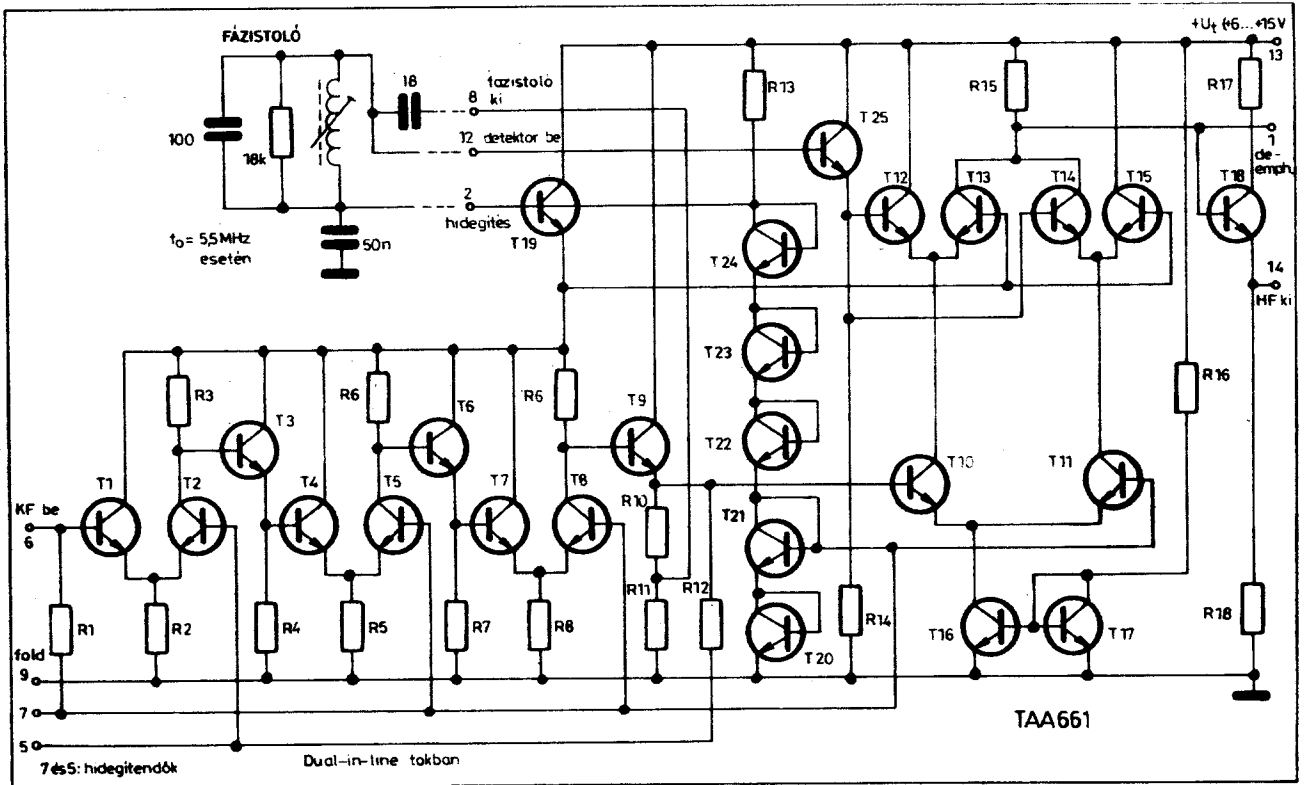 FÁZISTOLÓ
+Ut (+6...+15V
13
18
fázistoló
ki
8
R13
R15
R17
100
18k
12 detektor be
T25
1
de-
emph
2
hidegítés
T12
T13
T14
T15
T18
T19
50n
fo = 5,5MHz
esetén
T24
14
HF ki
T23
R16
R3
R6
R6
T3
T6
T9
T22
T10
T11
T1
T2
T4
T5
T7
T8
R10
KF be
6
T21
R11
R12
R1
R2
R4
R5
R7
R8
R14
T16
T17
R18
föld
9
T20
7
TAA661
5
7 és 5: hidegítendők
Dual-in-line tokban